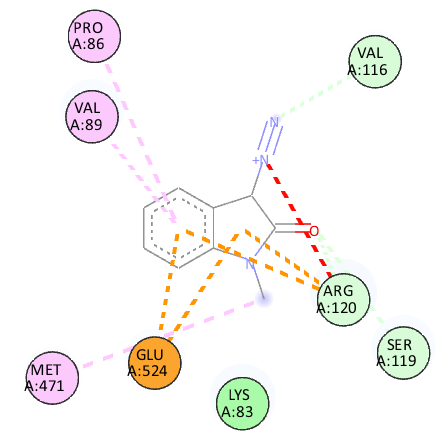 PRO
A:86
VAL
A:116
VAL
A:89
N
+N
O
N
ARG
A:120
SER
A:119
GLU
A:524
MET
A:471
LYS
A:83